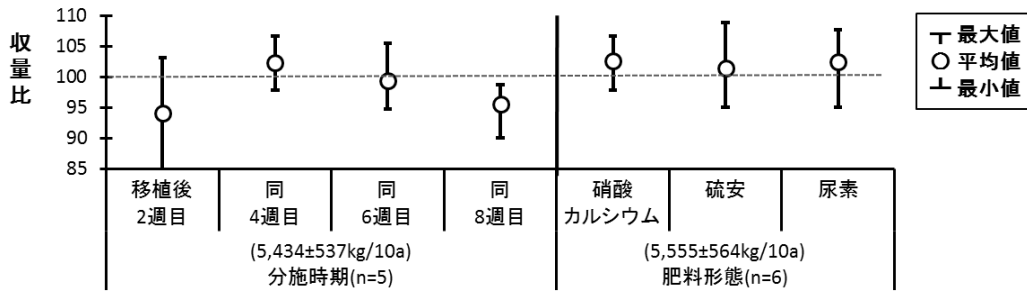 収量比
110
105
100
95
90
85
最大値
平均値
最小値
移植後
2週目
同
4週目
同
6週目
同
8週目
硝酸
カルシウム
硫安
尿素
(5,434±537kg/10a)
分施時期(n=5)
(5,555±564kg/10a)
肥料形態(n=6)